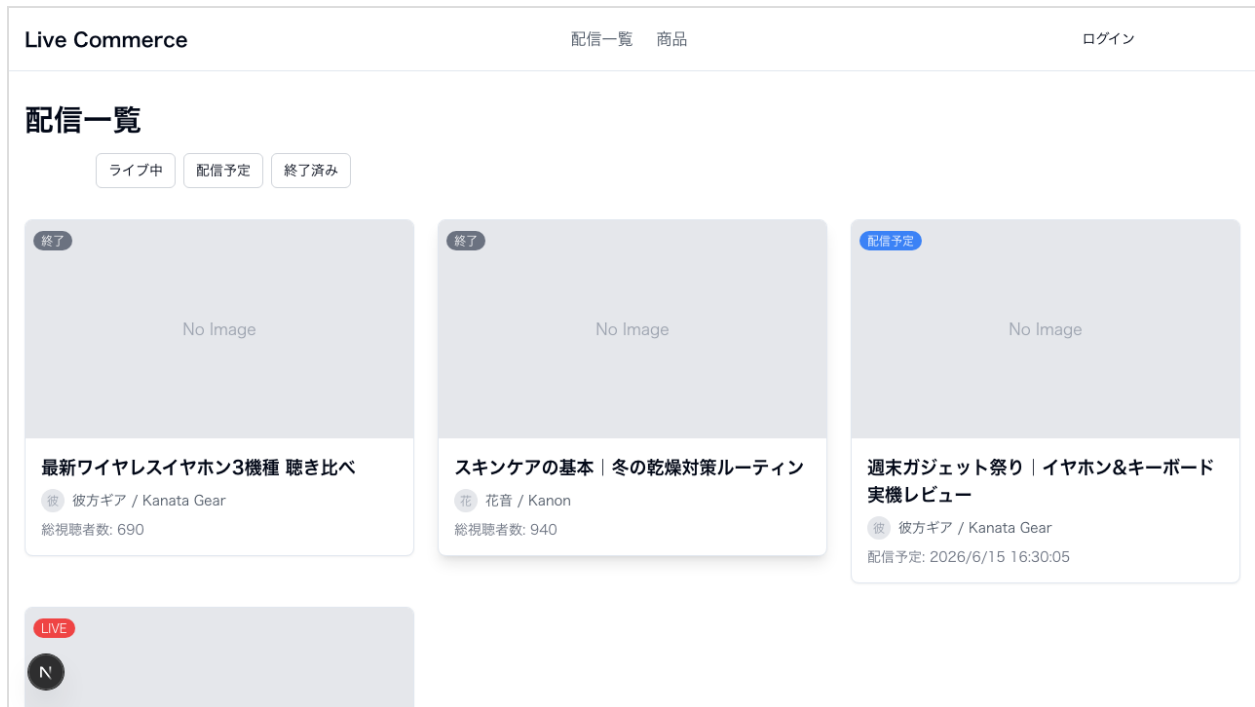 Live Commerce
配信一覧 商品
ログイン
配信一覧
ライブ中 配信予定 終了済み
終了
No Image
最新ワイヤレスイヤホン3機種 聴き比べ
彼 彼方ギア / Kanata Gear
総視聴者数: 690
終了
No Image
スキンケアの基本｜冬の乾燥対策ルーティン
花 花音 / Kanon
総視聴者数: 940
配信予定
No Image
週末ガジェット祭り｜イヤホン&キーボード
実機レビュー
彼 彼方ギア / Kanata Gear
配信予定: 2026/6/15 16:30:05
LIVE
N